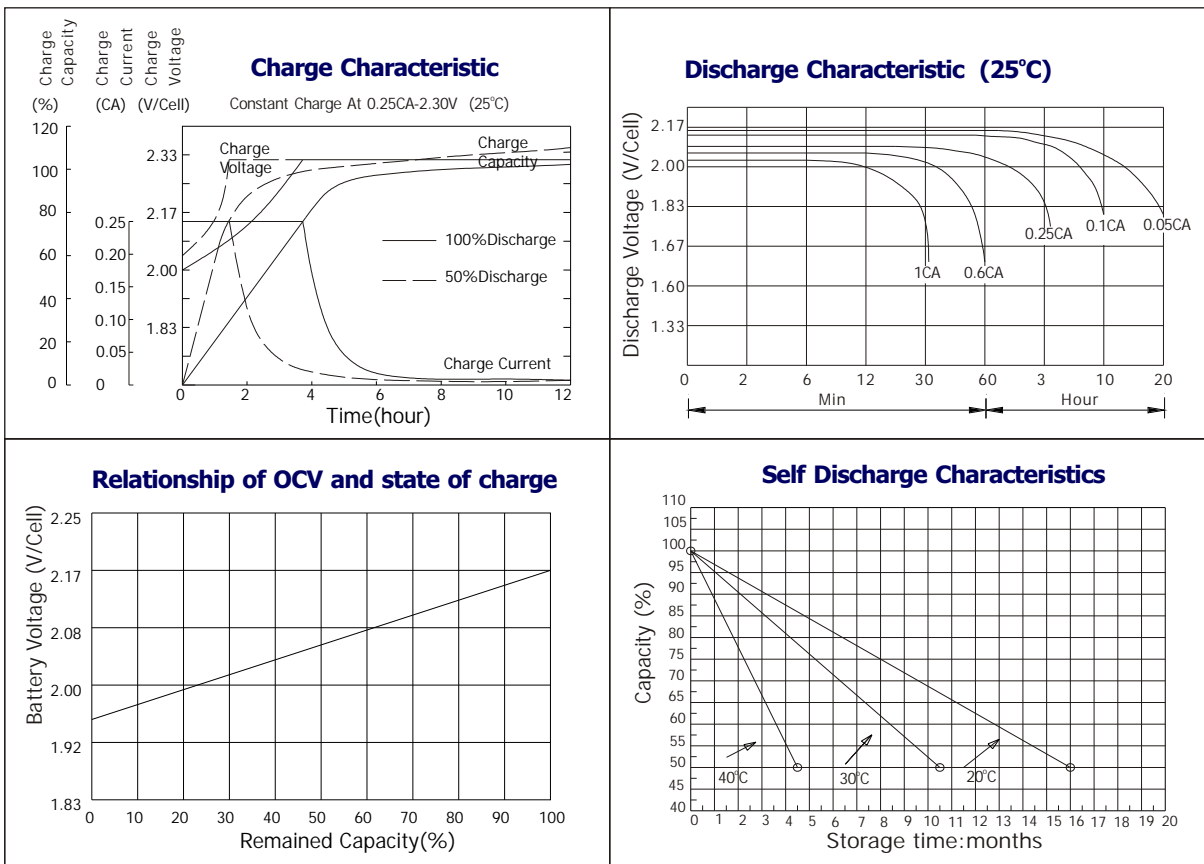 Charge Capacity
Charge Current
Charge Voltage
(%) (CA) (V/Cell)
Charge Characteristic
Constant Charge At 0.25CA-2.30V (25°C)
120
100
80
60
40
20
0
0.25
0.20
0.15
0.10
0.05
0
2.33
2.17
2.00
1.83
Charge Voltage
Charge Capacity
100%Discharge
50%Discharge
Charge Current
0 2 4 6 8 10 12
Time(hour)
Discharge Characteristic (25°C)
Discharge Voltage (V/Cell)
2.17
2.00
1.83
1.67
1.60
1.33
1CA 0.6CA 0.25CA 0.1CA 0.05CA
0 2 6 12 30 60 3 10 20
Min Hour
Relationship of OCV and state of charge
Battery Voltage (V/Cell)
2.25
2.17
2.08
2.00
1.92
1.83
0 10 20 30 40 50 60 70 80 90 100
Remained Capacity(%)
Self Discharge Characteristics
Capacity (%)
110
105
100
95
90
85
80
75
70
65
60
55
50
45
40
40°C 30°C 20°C
0 1 2 3 4 5 6 7 8 9 10 11 12 13 14 15 16 17 18 19 20
Storage time:months